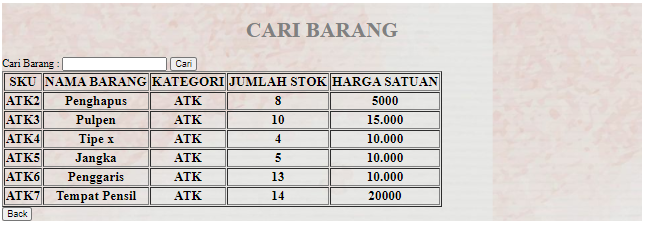 CARI BARANG
Cari Barang : Cari
SKU NAMA BARANG KATEGORI JUMLAH STOK HARGA SATUAN
ATK2 Penghapus ATK 8 5000
ATK3 Pulpen ATK 10 15.000
ATK4 Tipe x ATK 4 10.000
ATK5 Jangka ATK 5 10.000
ATK6 Penggaris ATK 13 10.000
ATK7 Tempat Pensil ATK 14 20000
Back